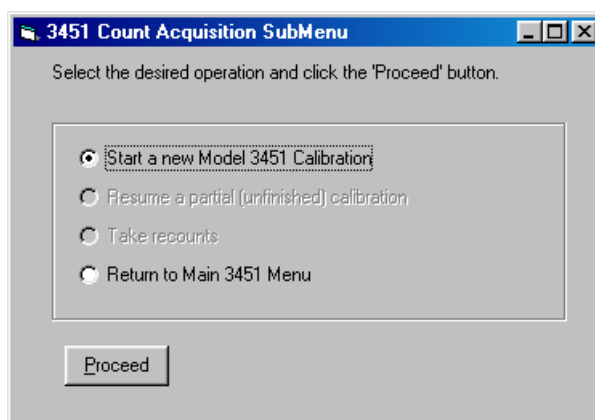 3451 Count Acquisition SubMenu
Select the desired operation and click the 'Proceed' button.
Start a new Model 3451 Calibration
Resume a partial (unfinished) calibration
Take recounts
Return to Main 3451 Menu
Proceed